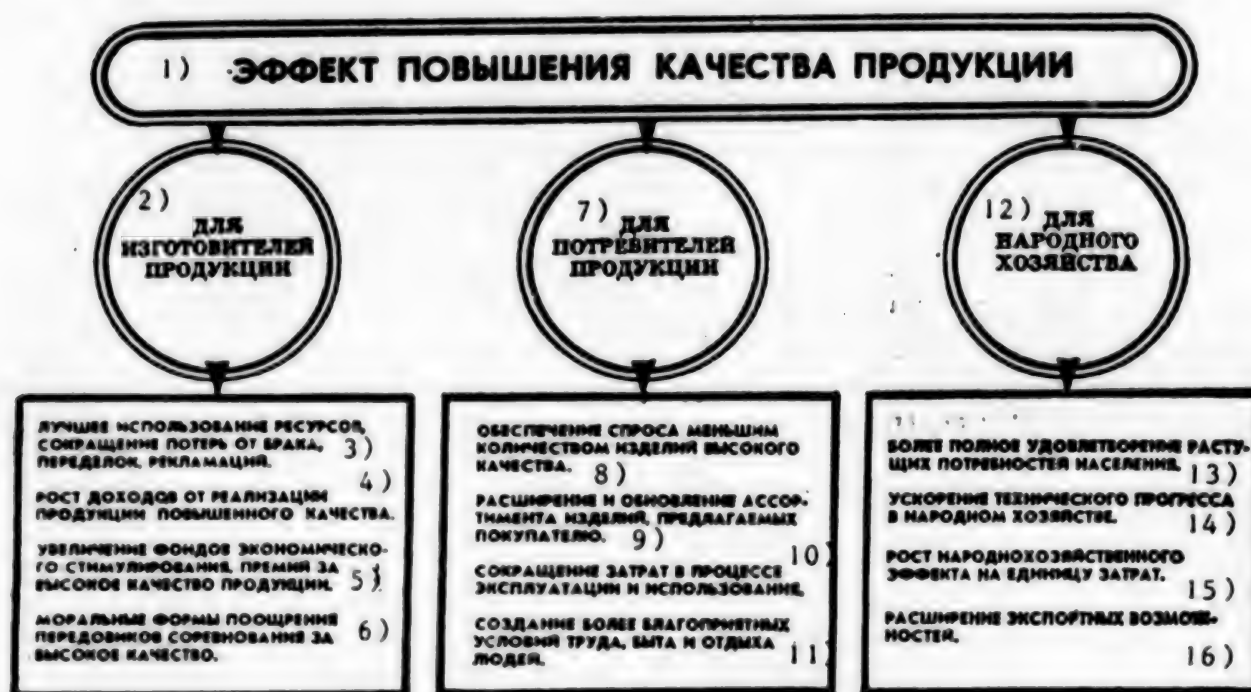 1) ЭФФЕКТ ПОВЫШЕНИЯ КАЧЕСТВА ПРОДУКЦИИ
2)
ДЛЯ
ИЗГОТОВИТЕЛЕЙ
ПРОДУКЦИИ
ЛУЧШЕЕ ИСПОЛЬЗОВАНИЕ РЕСУРСОВ,
СОКРАЩЕНИЕ ПОТЕРЬ ОТ БРАКА, 3)
ПЕРЕДЕЛОК, РЕКЛАМАЦИЙ.
4)
РОСТ ДОХОДОВ ОТ РЕАЛИЗАЦИИ
ПРОДУКЦИИ ПОВЫШЕННОГО КАЧЕСТВА.
УВЕЛИЧЕНИЕ ФОНДОВ ЭКОНОМИЧЕСКО-
ГО СТИМУЛИРОВАНИЯ, ПРЕМИЙ ЗА
ВЫСОКОЕ КАЧЕСТВО ПРОДУКЦИИ. 5)
МОРАЛЬНЫЕ ФОРМЫ ПООЩРЕНИЯ
ПЕРЕДОВИКОВ СОРЕВНОВАНИЯ ЗА 6)
ВЫСОКОЕ КАЧЕСТВО.
7)
ДЛЯ
ПОТРЕБИТЕЛЕЙ
ПРОДУКЦИИ
ОБЕСПЕЧЕНИЕ СПРОСА МЕНЬШИМ
КОЛИЧЕСТВОМ ИЗДЕЛИЙ ВЫСОКОГО
КАЧЕСТВА. 8)
РАСШИРЕНИЕ И ОБНОВЛЕНИЕ АССОР-
ТИМЕНТА ИЗДЕЛИЙ, ПРЕДЛАГАЕМЫХ
ПОКУПАТЕЛЮ. 9)
10)
СОКРАЩЕНИЕ ЗАТРАТ В ПРОЦЕССЕ
ЭКСПЛУАТАЦИИ И ИСПОЛЬЗОВАНИЯ.
СОЗДАНИЕ БОЛЕЕ БЛАГОПРИЯТНЫХ
УСЛОВИЙ ТРУДА, БЫТА И ОТДЫХА
ЛЮДЕЙ. 11)
12) ДЛЯ
НАРОДНОГО
ХОЗЯЙСТВА
БОЛЕЕ ПОЛНОЕ УДОВЛЕТВОРЕНИЕ РАСТУ-
ЩИХ ПОТРЕБНОСТЕЙ НАСЕЛЕНИЯ. 13)
УСКОРЕНИЕ ТЕХНИЧЕСКОГО ПРОГРЕССА
В НАРОДНОМ ХОЗЯЙСТВЕ. 14)
РОСТ НАРОДНОХОЗЯЙСТВЕННОГО
ЭФФЕКТА НА ЕДИНИЦУ ЗАТРАТ. 15)
РАСШИРЕНИЕ ЭКСПОРТНЫХ ВОЗМОЖ-
НОСТЕЙ.
16)